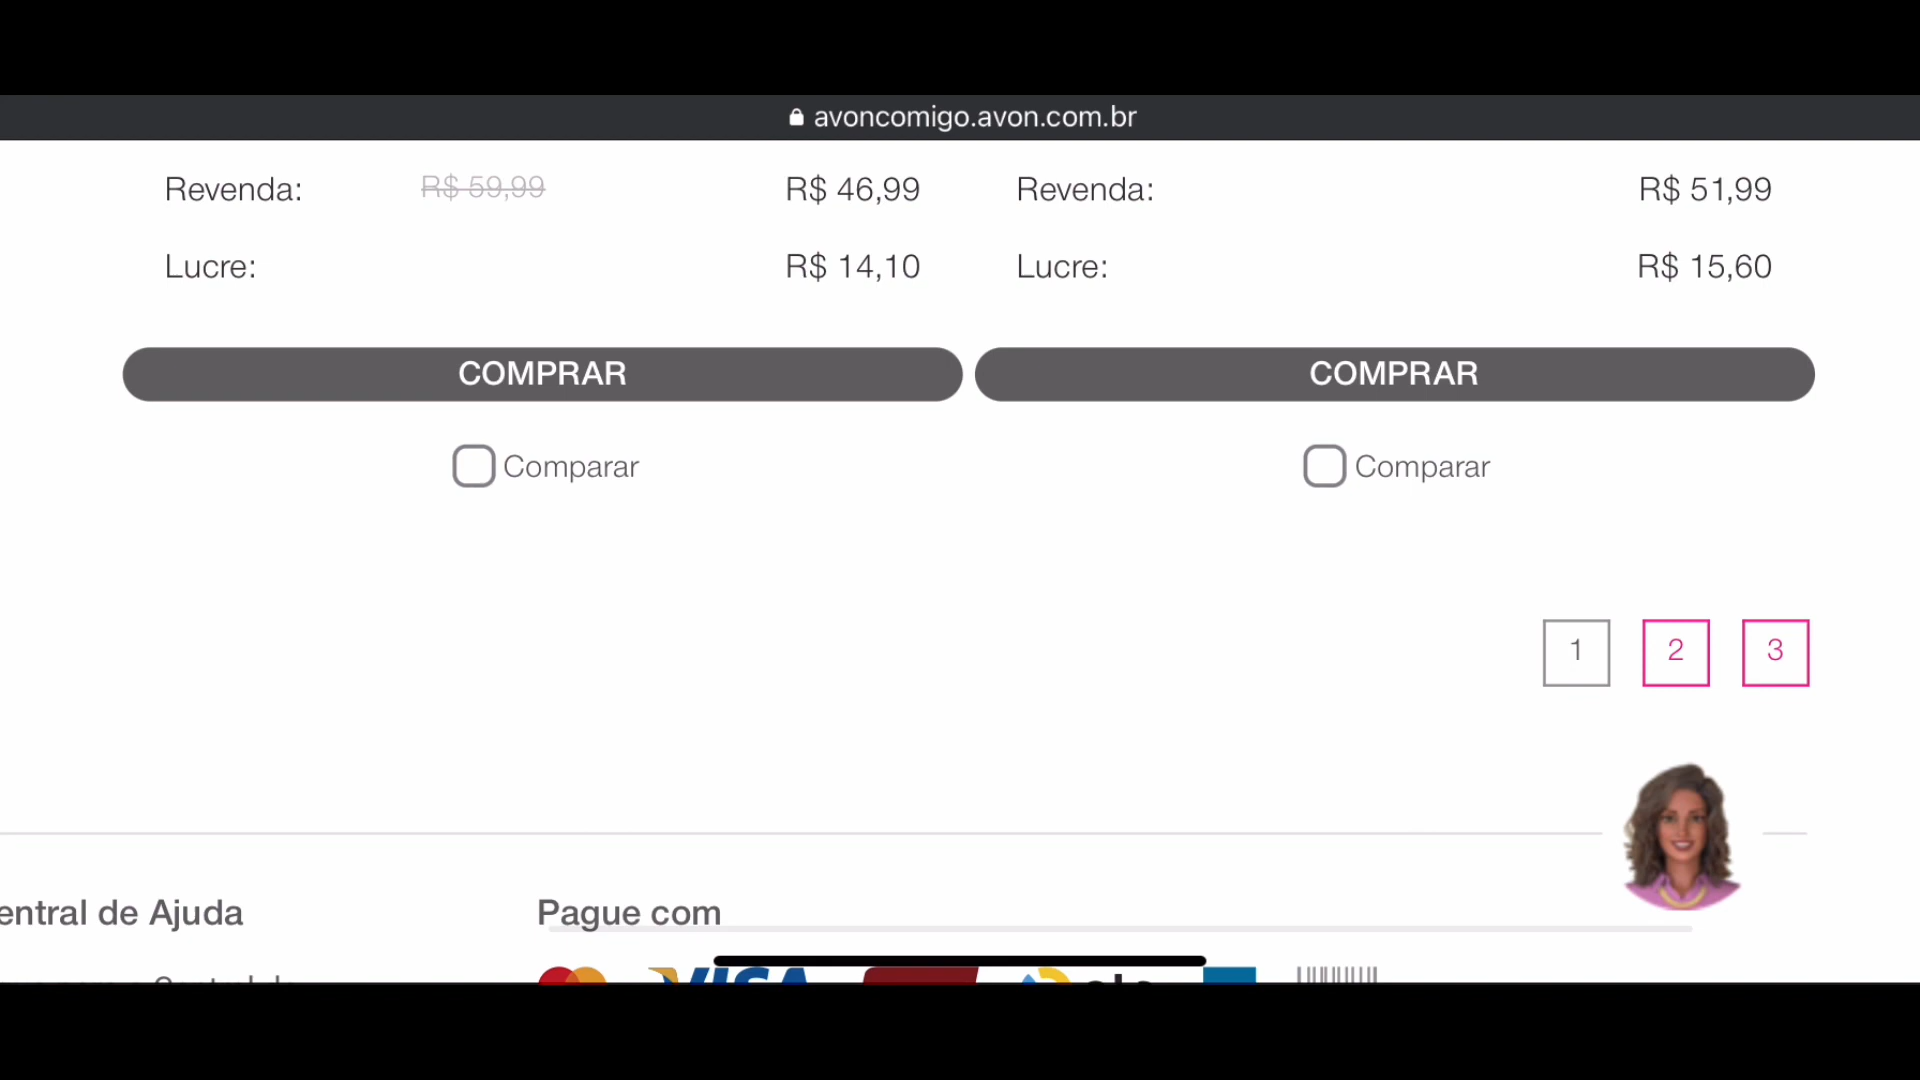 avoncomigo.avon.com.br
Revenda: R$ 59,99 R$ 46,99 Revenda: R$ 51,99
Lucre: R$ 14,10 Lucre: R$ 15,60
COMPRAR COMPRAR
Comparar Comparar
1 2 3
entral de Ajuda Pague com
VISA